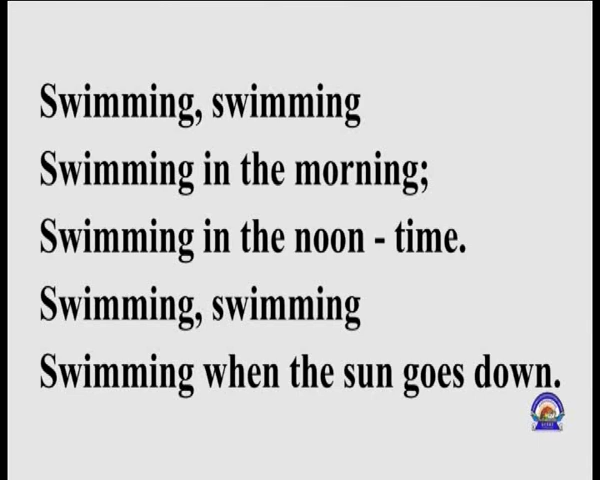 Swimming, swimming
Swimming in the morning;
Swimming in the noon - time.
Swimming, swimming
Swimming when the sun goes down.